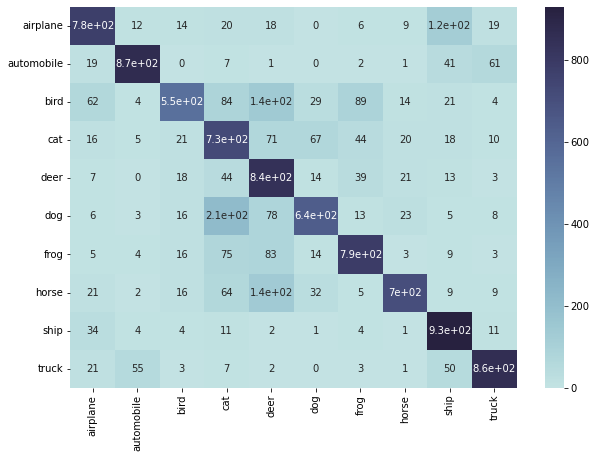 airplane 7.8e+02 12 14 20 18 0 6 9 1.2e+02 19
automobile 19 8.7e+02 0 7 1 0 2 1 41 61
bird 62 4 5.5e+02 84 1.4e+02 29 89 14 21 4
cat 16 5 21 7.3e+02 71 67 44 20 18 10
deer 7 0 18 44 8.4e+02 14 39 21 13 3
dog 6 3 16 2.1e+02 78 6.4e+02 13 23 5 8
frog 5 4 16 75 83 14 7.9e+02 3 9 3
horse 21 2 16 64 1.4e+02 32 5 7e+02 9 9
ship 34 4 4 11 2 1 4 1 9.3e+02 11
truck 21 55 3 7 2 0 3 1 50 8.6e+02
airplane automobile bird cat deer dog frog horse ship truck
800
600
400
200
0